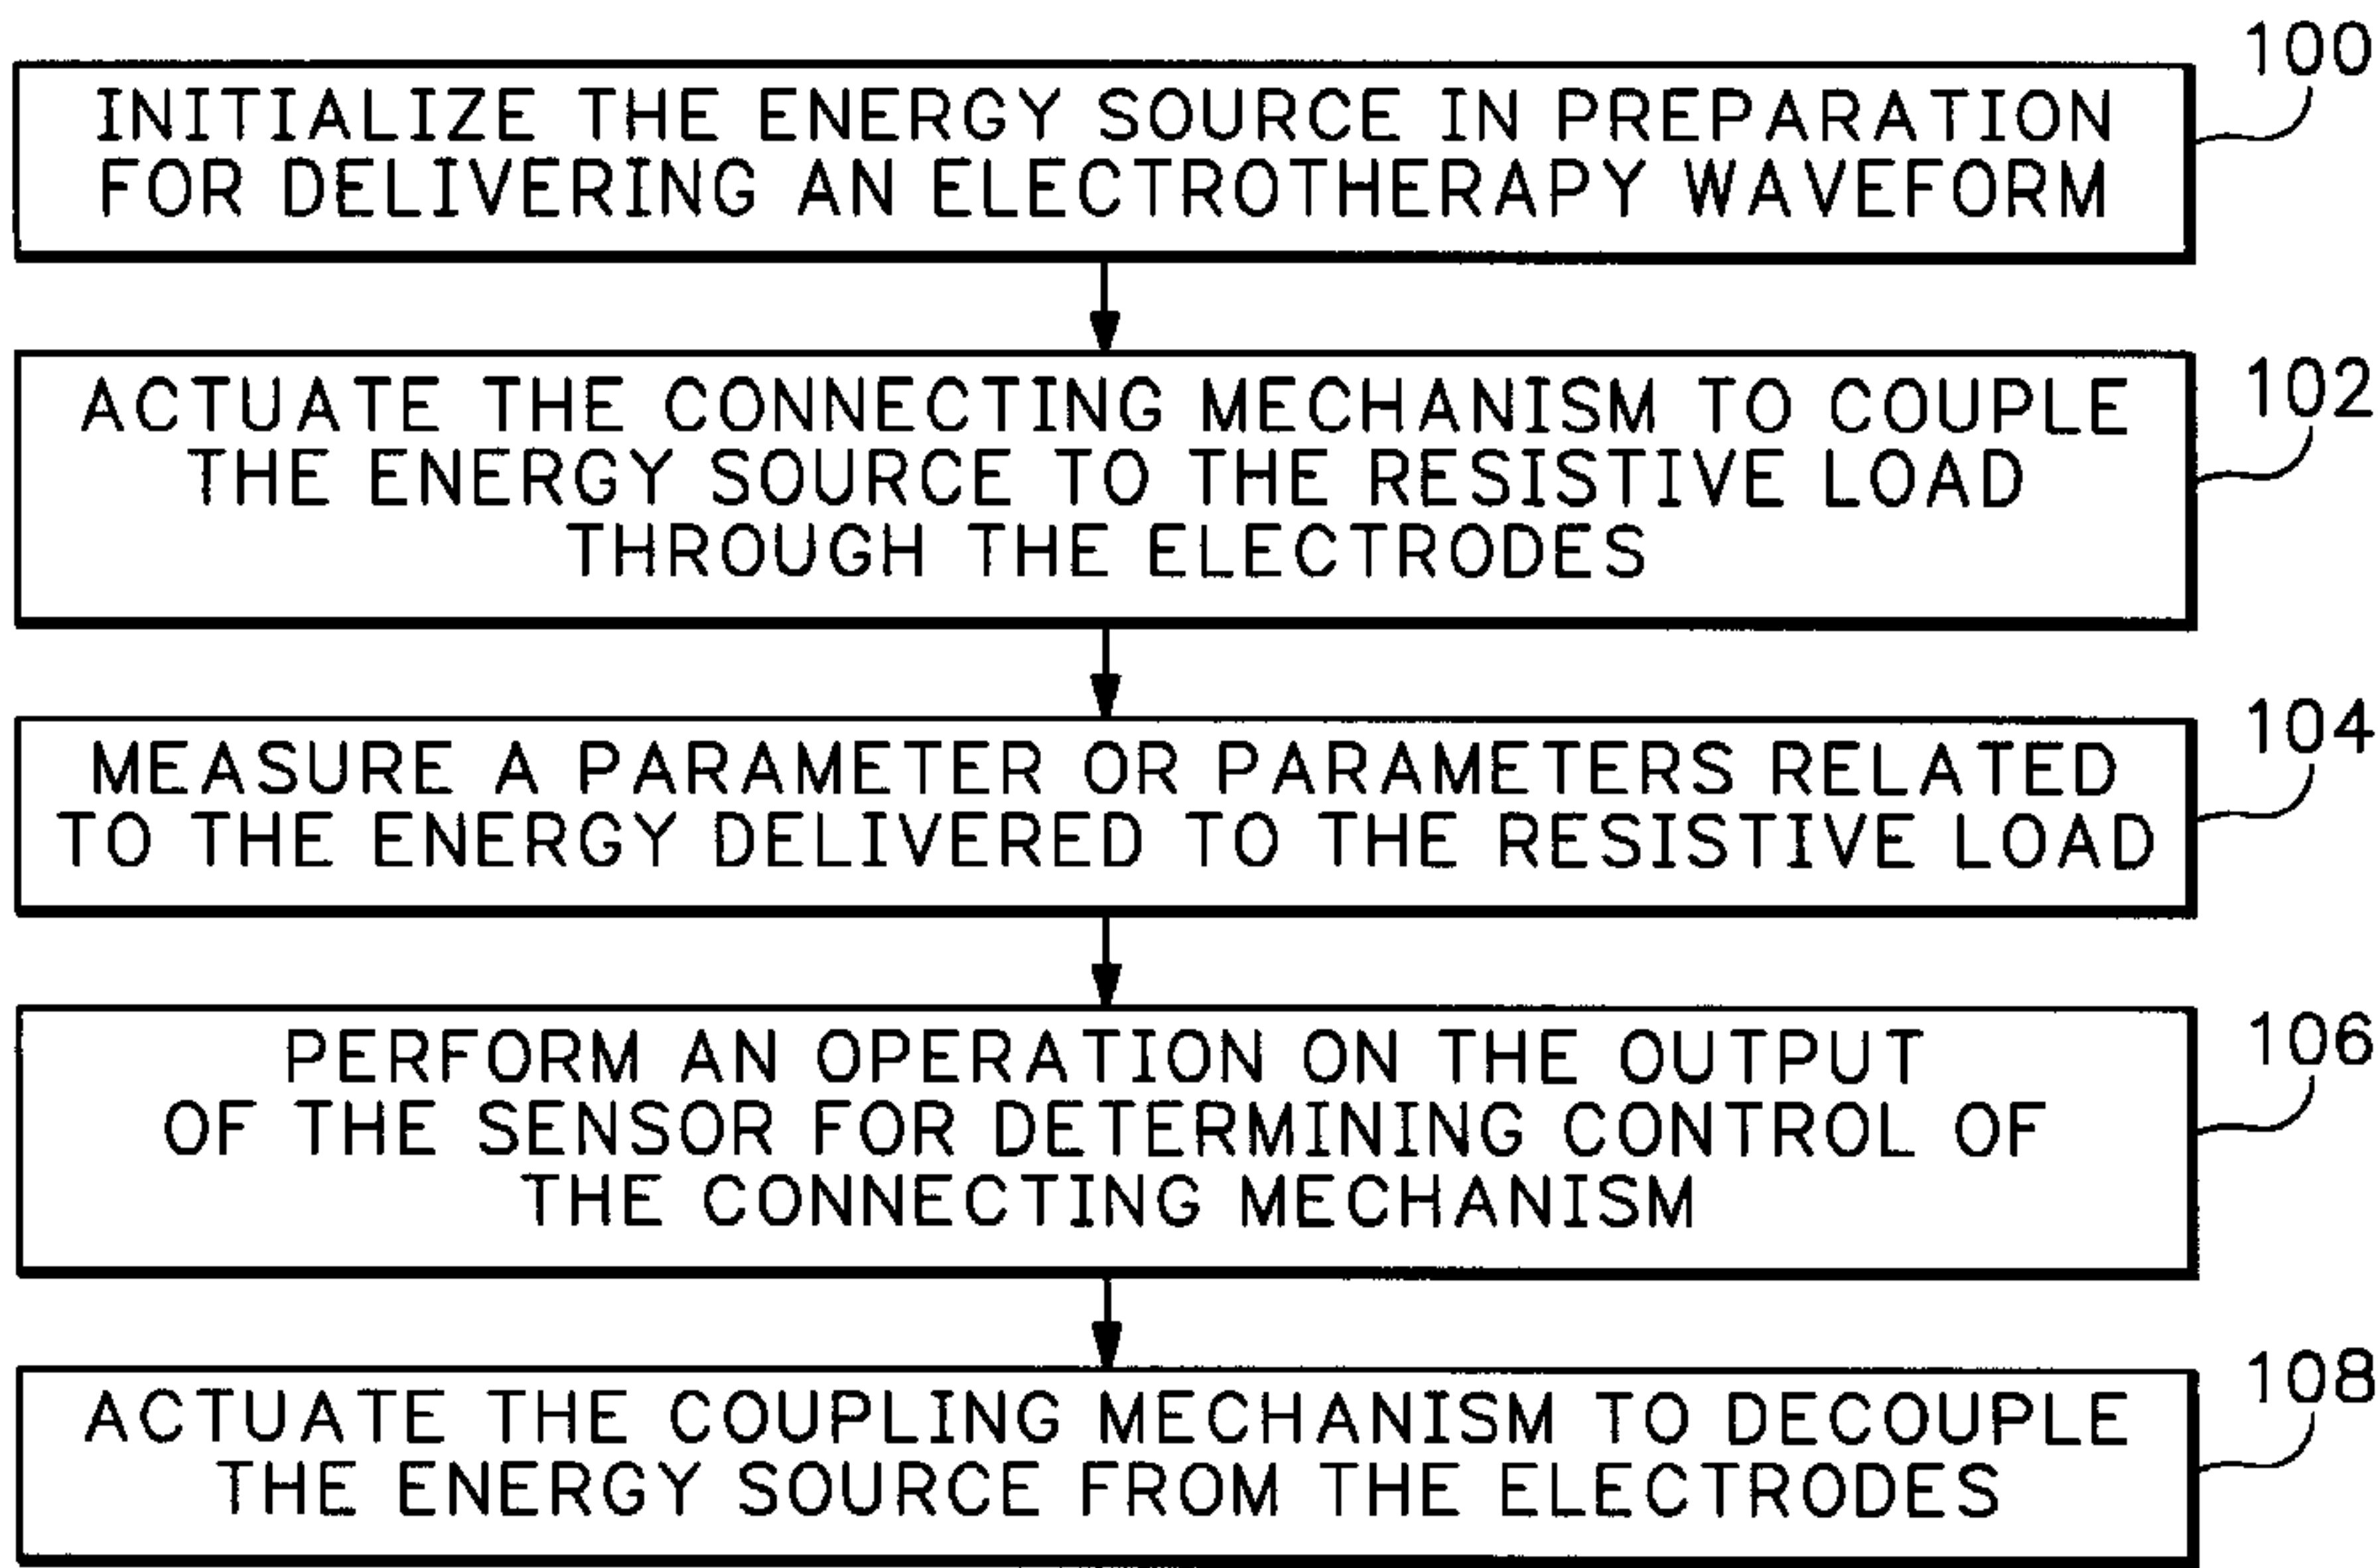 100
INITIALIZE THE ENERGY SOURCE IN PREPARATION
FOR DELIVERING AN ELECTROTHERAPY WAVEFORM
102
ACTUATE THE CONNECTING MECHANISM TO COUPLE
THE ENERGY SOURCE TO THE RESISTIVE LOAD
THROUGH THE ELECTRODES
104
MEASURE A PARAMETER OR PARAMETERS RELATED
TO THE ENERGY DELIVERED TO THE RESISTIVE LOAD
106
PERFORM AN OPERATION ON THE OUTPUT
OF THE SENSOR FOR DETERMINING CONTROL OF
THE CONNECTING MECHANISM
108
ACTUATE THE COUPLING MECHANISM TO DECOUPLE
THE ENERGY SOURCE FROM THE ELECTRODES